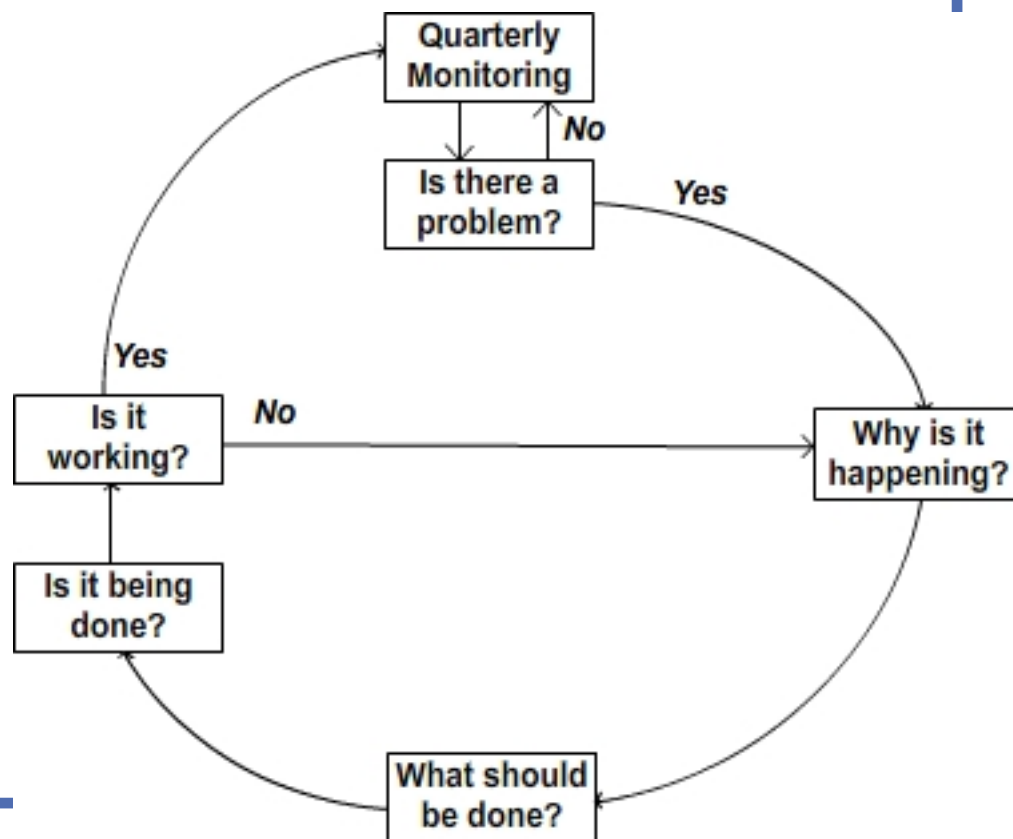 Quarterly
Monitoring
No
Is there a
problem?
Yes
Yes
Is it
working?
No
Why is it
happening?
Is it being
done?
What should
be done?